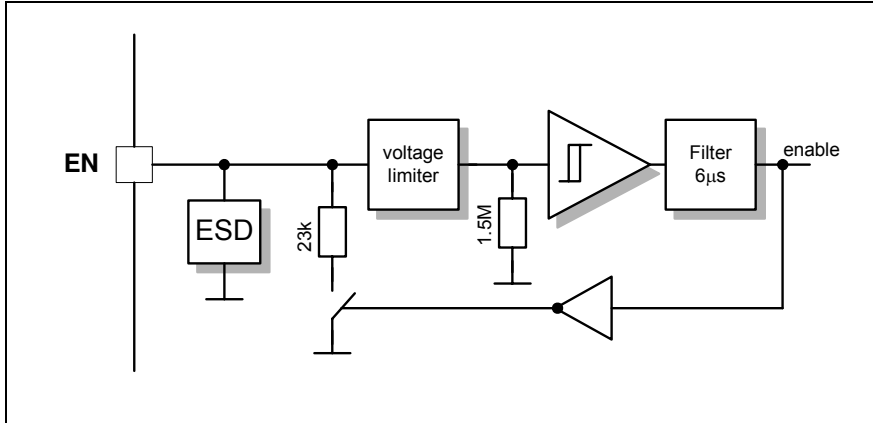 EN
ESD
23k
voltage
limiter
1.5M
Filter
6µs
enable